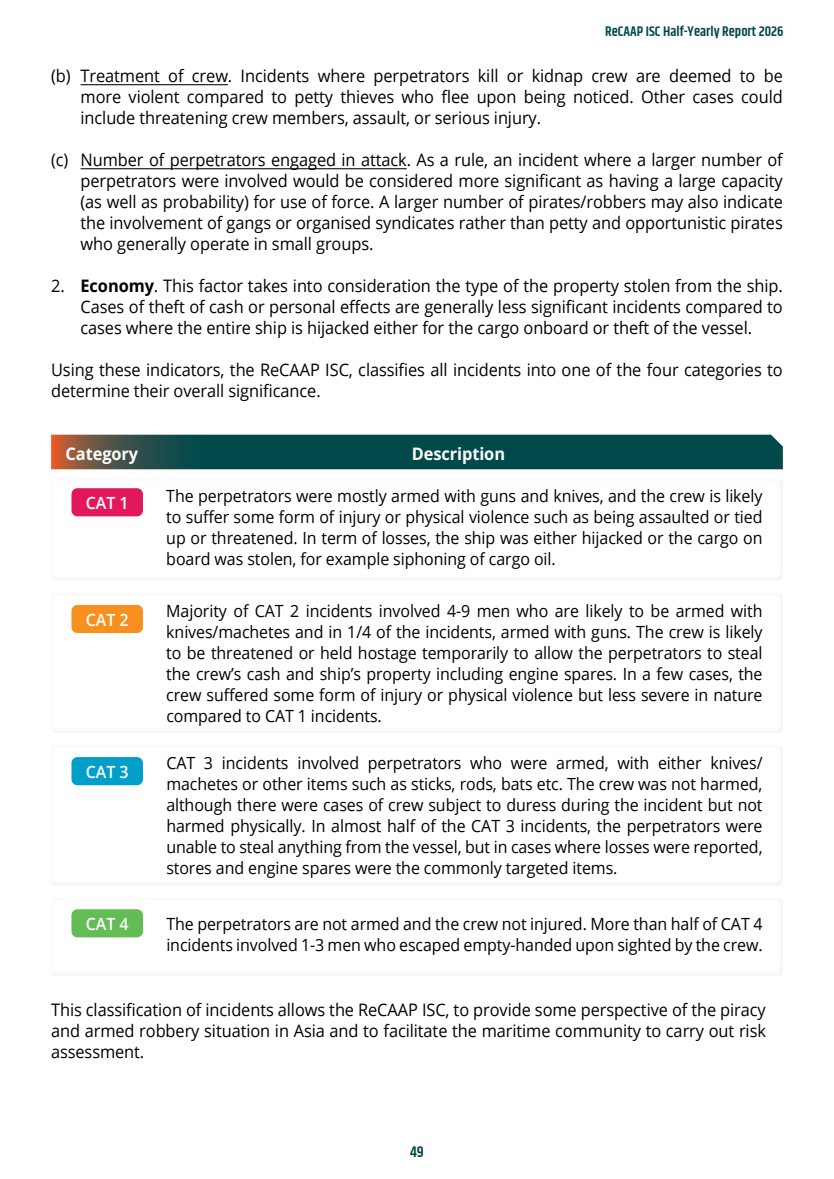 ReCAAP ISC Half-Yearly Report 2026
(b) Treatment of crew. Incidents where perpetrators kill or kidnap crew are deemed to be
more violent compared to petty thieves who flee upon being noticed. Other cases could
include threatening crew members, assault, or serious injury.
(c) Number of perpetrators engaged in attack. As a rule, an incident where a larger number of
perpetrators were involved would be considered more significant as having a large capacity
(as well as probability) for use of force. A larger number of pirates/robbers may also indicate
the involvement of gangs or organised syndicates rather than petty and opportunistic pirates
who generally operate in small groups.
2. Economy. This factor takes into consideration the type of the property stolen from the ship.
Cases of theft of cash or personal effects are generally less significant incidents compared to
cases where the entire ship is hijacked either for the cargo onboard or theft of the vessel.
Using these indicators, the ReCAAP ISC, classifies all incidents into one of the four categories to
determine their overall significance.
Category Description
CAT 1 The perpetrators were mostly armed with guns and knives, and the crew is likely
to suffer some form of injury or physical violence such as being assaulted or tied
up or threatened. In term of losses, the ship was either hijacked or the cargo on
board was stolen, for example siphoning of cargo oil.
CAT 2 Majority of CAT 2 incidents involved 4-9 men who are likely to be armed with
knives/machetes and in 1/4 of the incidents, armed with guns. The crew is likely
to be threatened or held hostage temporarily to allow the perpetrators to steal
the crew's cash and ship's property including engine spares. In a few cases, the
crew suffered some form of injury or physical violence but less severe in nature
compared to CAT 1 incidents.
CAT 3 CAT 3 incidents involved perpetrators who were armed, with either knives/
machetes or other items such as sticks, rods, bats etc. The crew was not harmed,
although there were cases of crew subject to duress during the incident but not
harmed physically. In almost half of the CAT 3 incidents, the perpetrators were
unable to steal anything from the vessel, but in cases where losses were reported,
stores and engine spares were the commonly targeted items.
CAT 4 The perpetrators are not armed and the crew not injured. More than half of CAT 4
incidents involved 1-3 men who escaped empty-handed upon sighted by the crew.
This classification of incidents allows the ReCAAP ISC, to provide some perspective of the piracy
and armed robbery situation in Asia and to facilitate the maritime community to carry out risk
assessment.
49